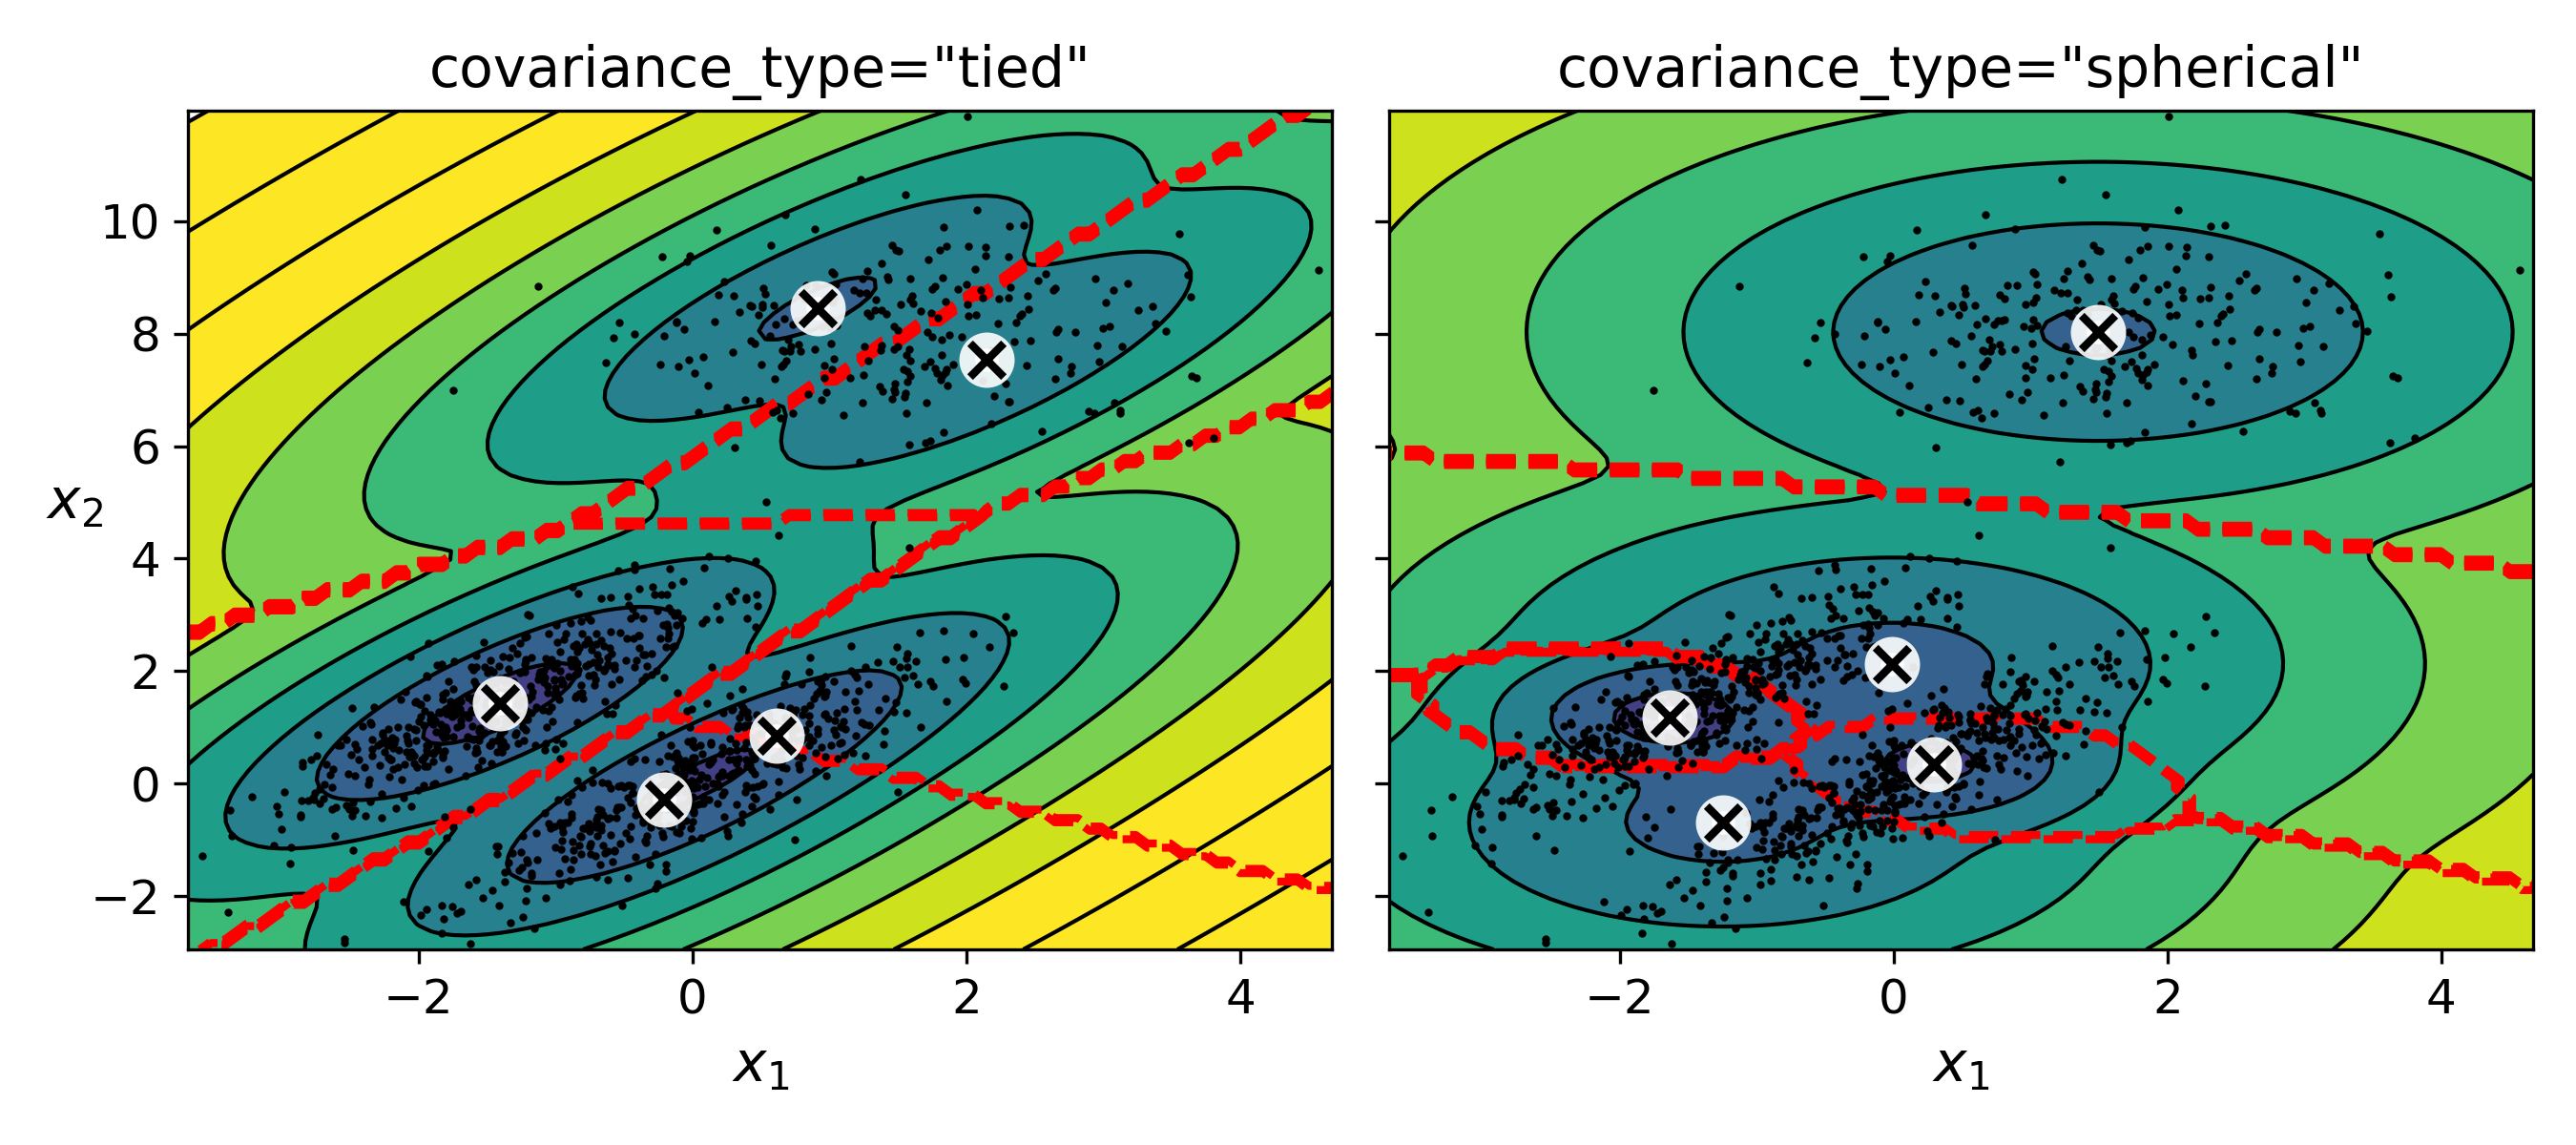 covariance_type="tied"
covariance_type="spherical"
10
8
6
4
2
0
−2
x₂
−2 0 2 4
x₁
−2 0 2 4
x₁